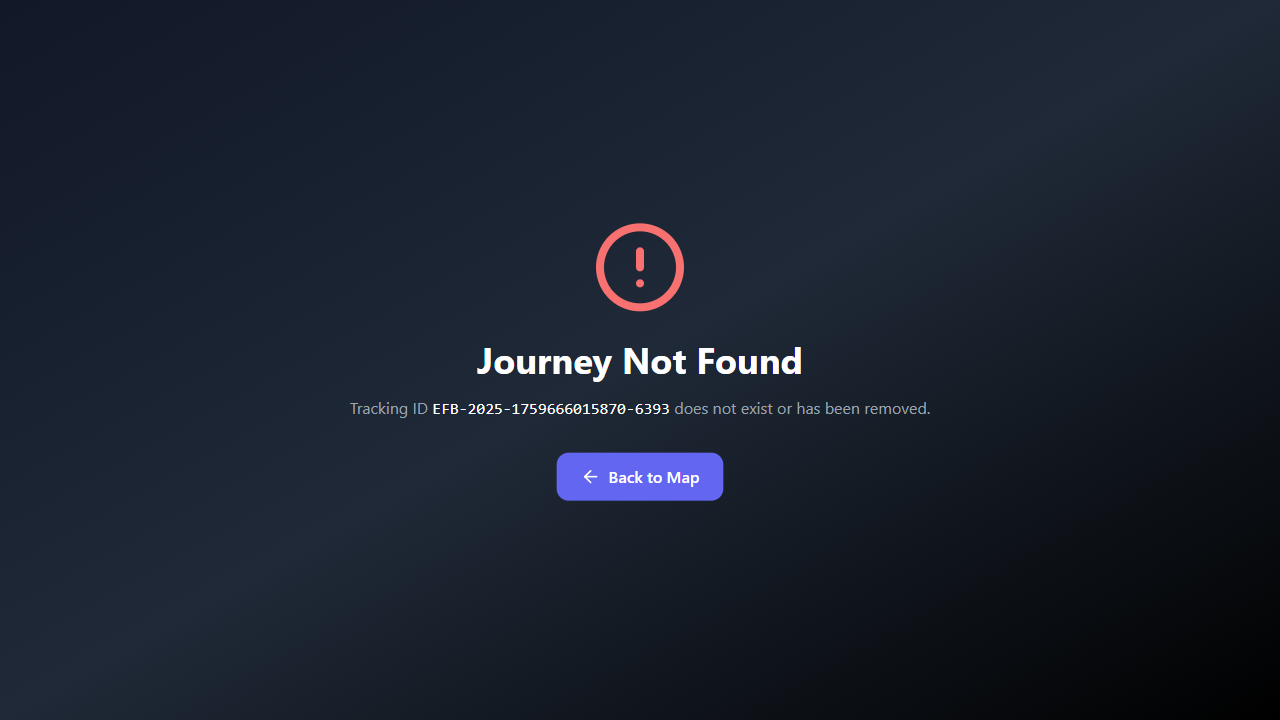 Journey Not Found
Tracking ID EFB-2025-1759666015870-6393 does not exist or has been removed.
Back to Map